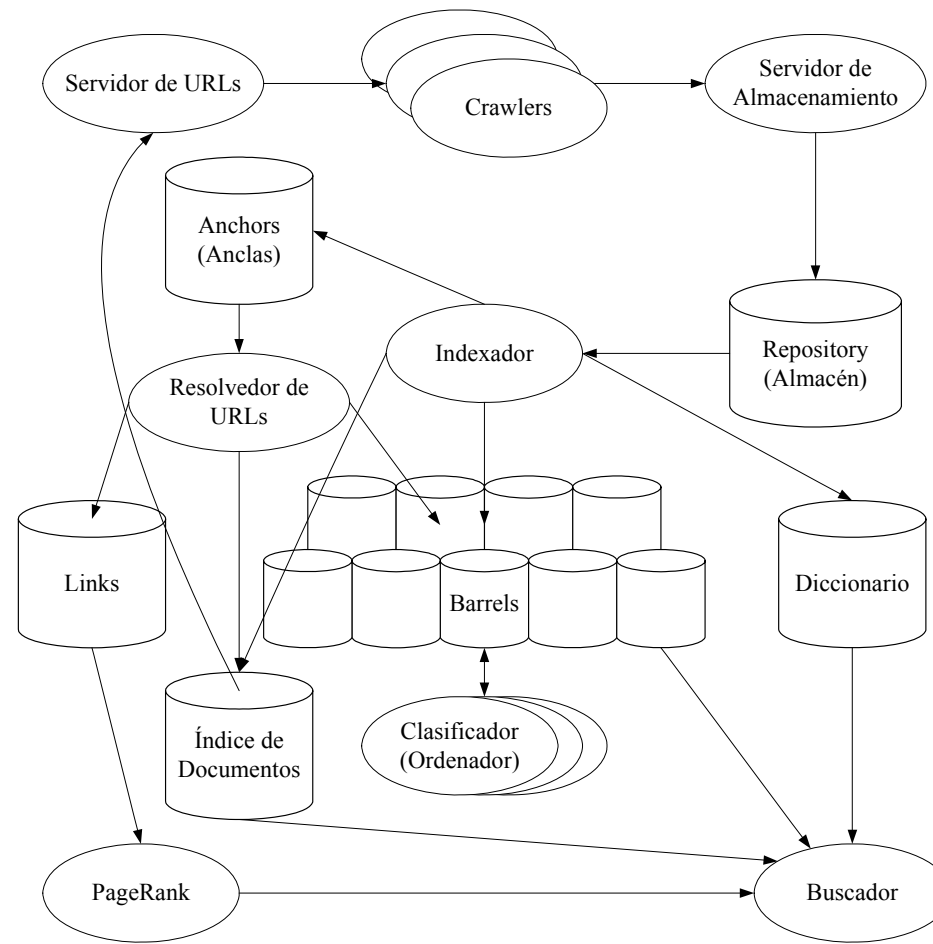 Servidor de URLs
Crawlers
Servidor de
Almacenamiento
Anchors
(Anclas)
Indexador
Repository
(Almacén)
Resolvedor de
URLs
Links
Barrels
Diccionario
Índice de
Documentos
Clasificador
(Ordenador)
PageRank
Buscador